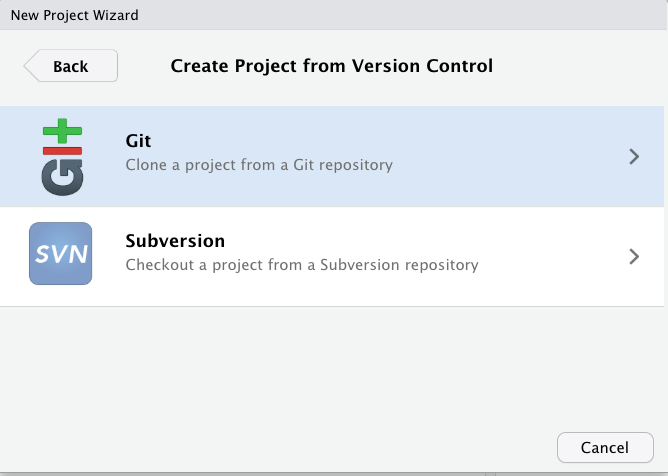 New Project Wizard
Back
Create Project from Version Control
Git
Git
Clone a project from a Git repository
SVN
Subversion
Checkout a project from a Subversion repository
Cancel